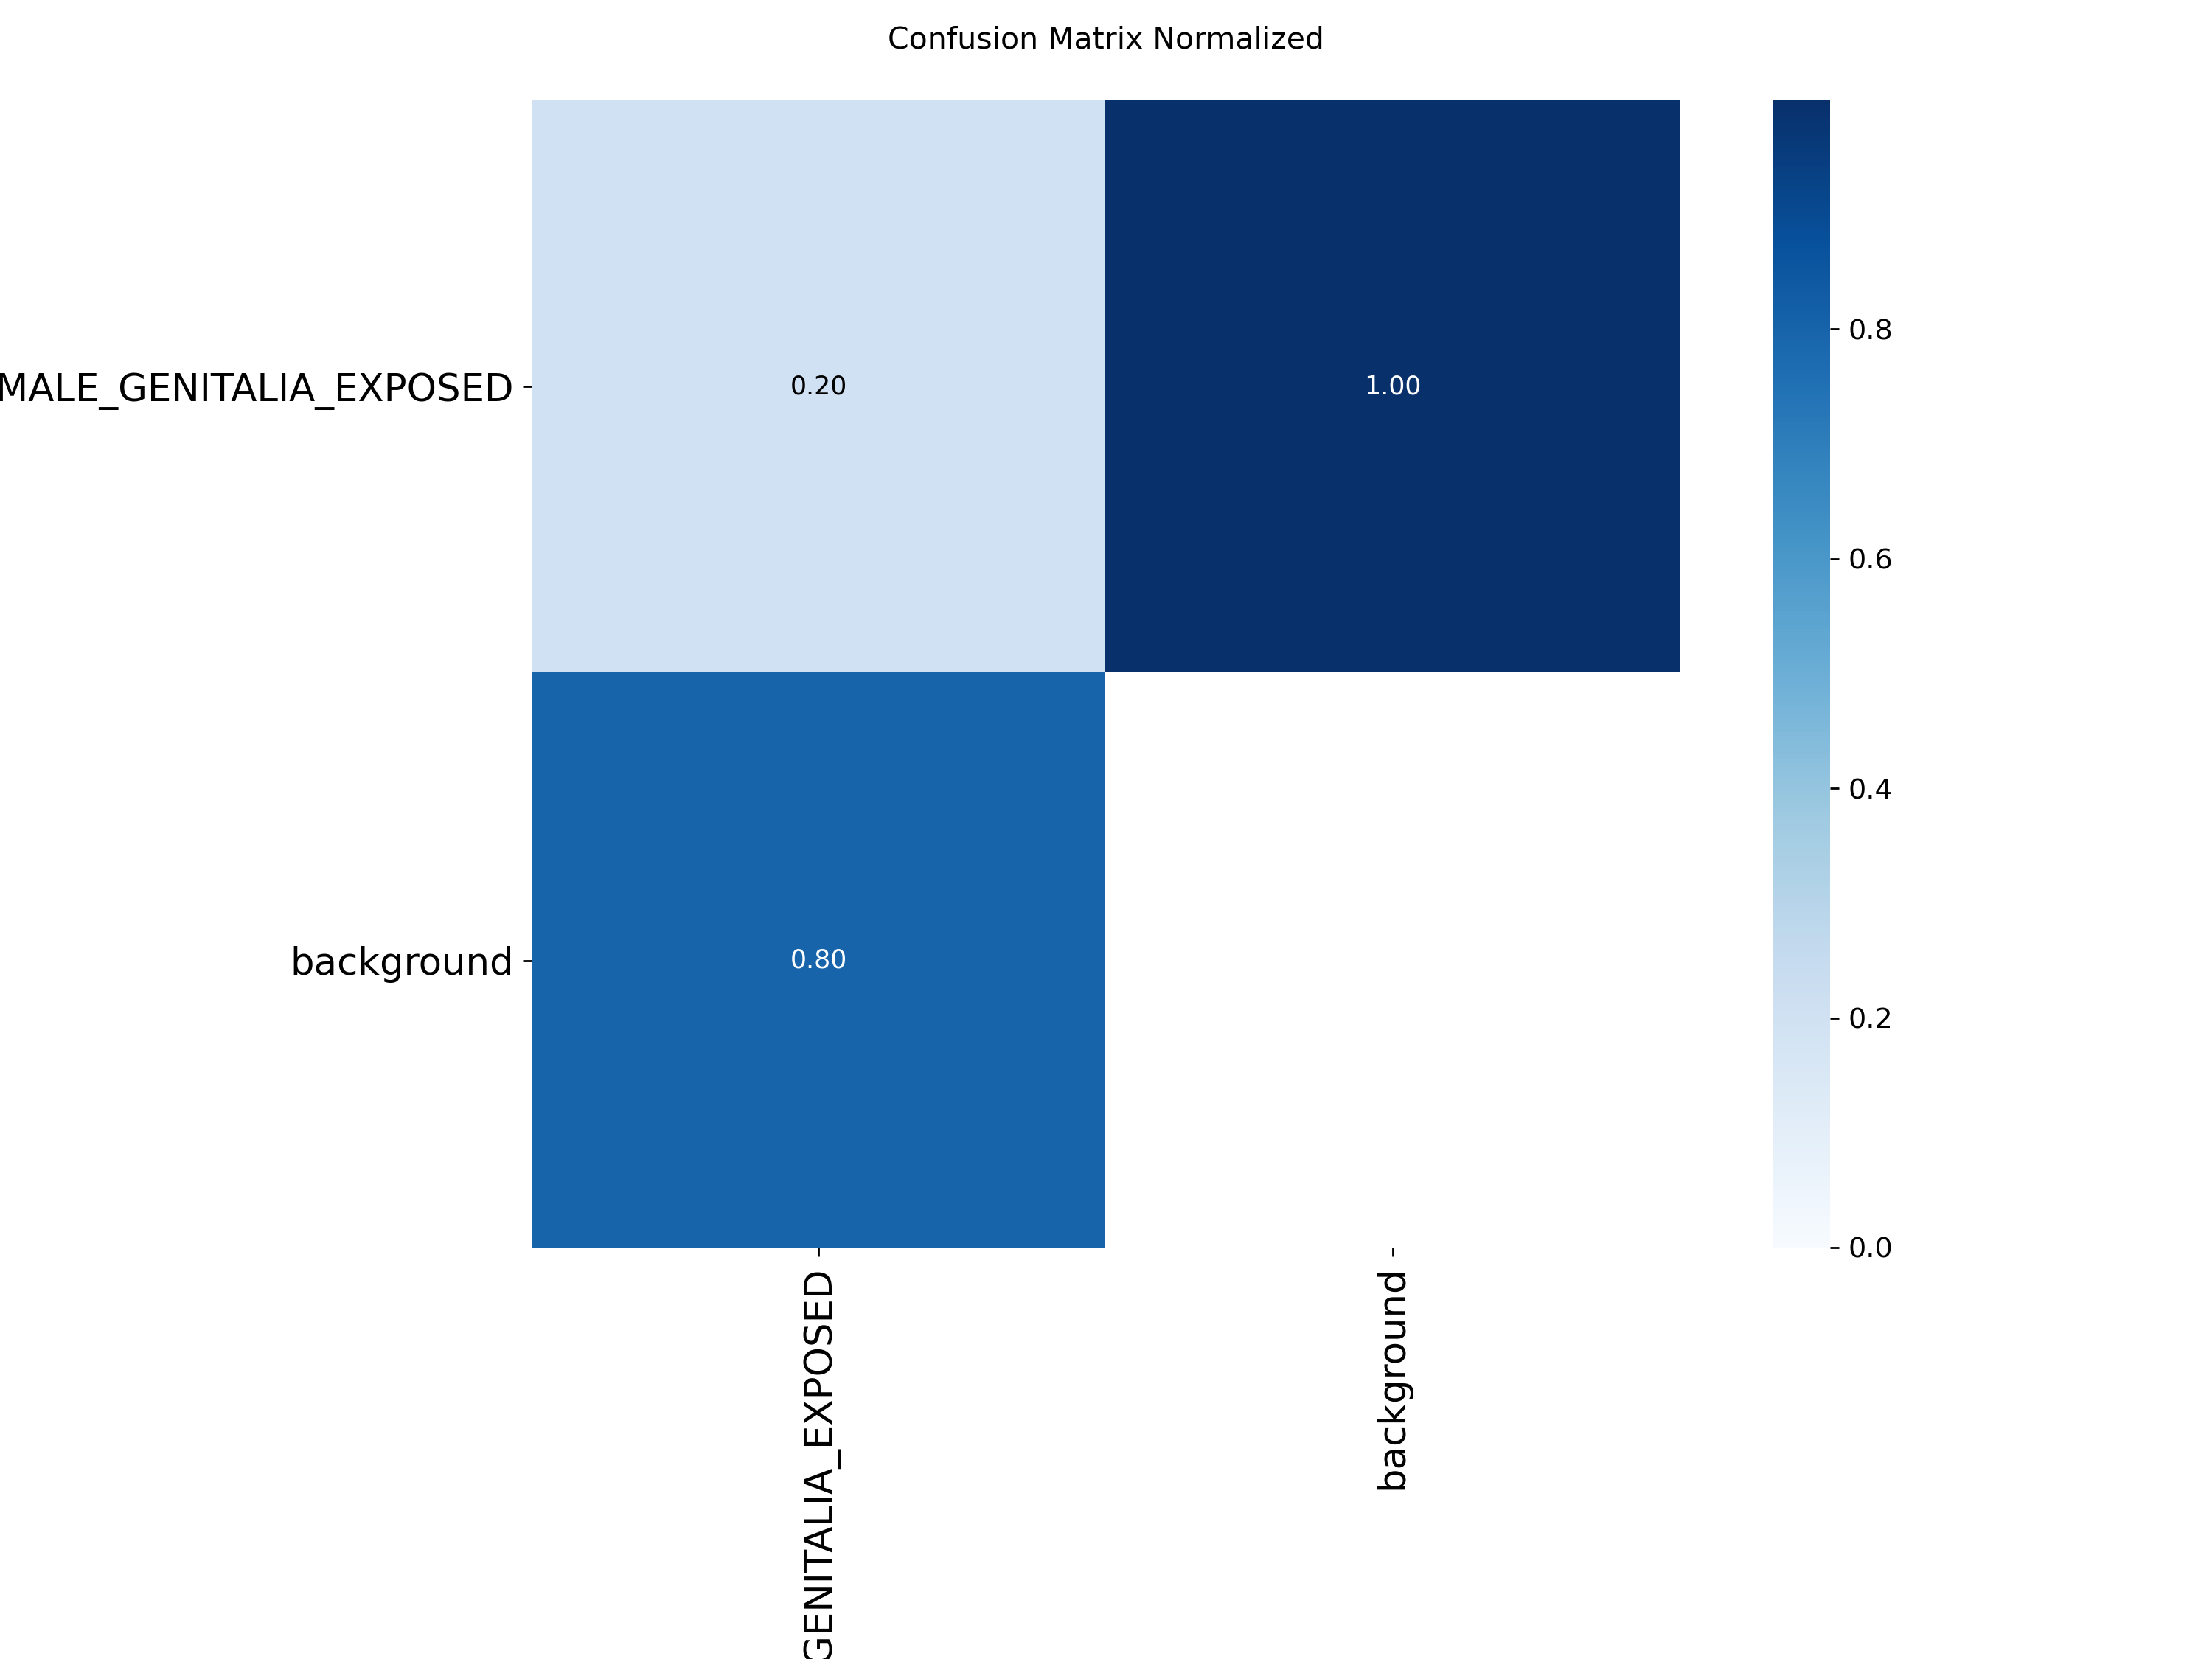 Confusion Matrix Normalized
MALE_GENITALIA_EXPOSED
0.20
1.00
0.8
0.6
0.4
background
0.80
0.2
0.0
GENITALIA_EXPOSED
background